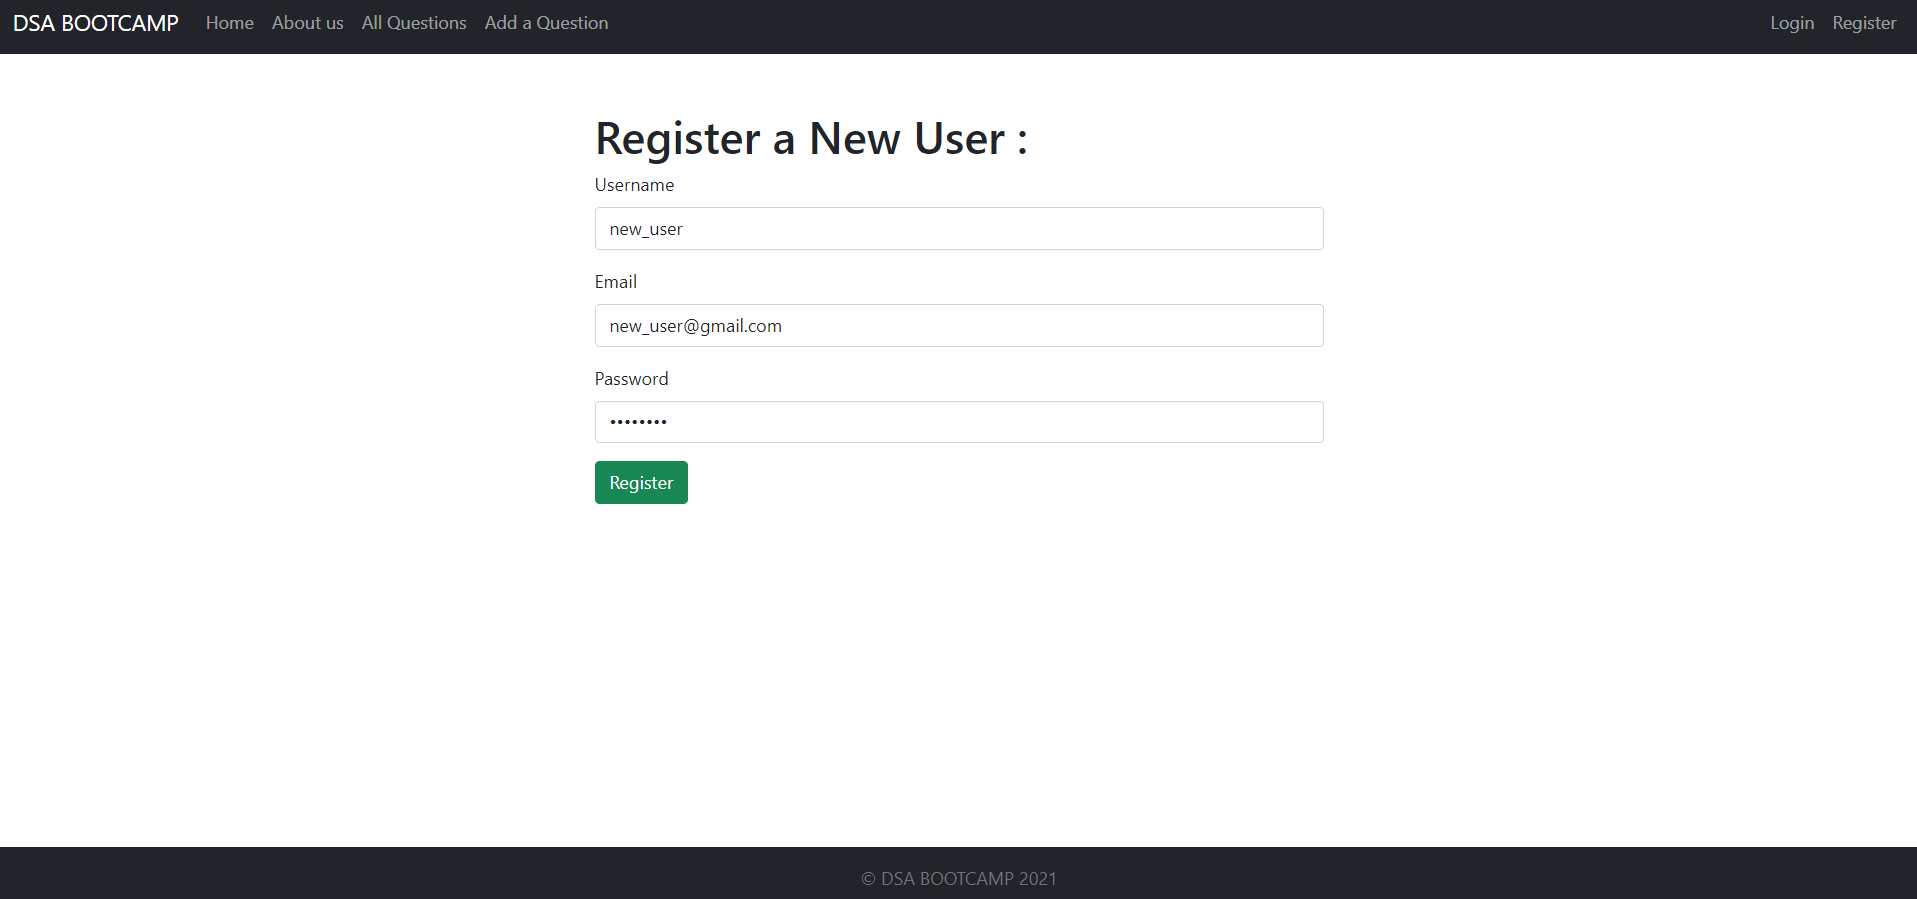 DSA BOOTCAMP Home About us All Questions Add a Question Login Register
Register a New User :
Username
new_user
Email
new_user@gmail.com
Password
••••••••
Register
© DSA BOOTCAMP 2021